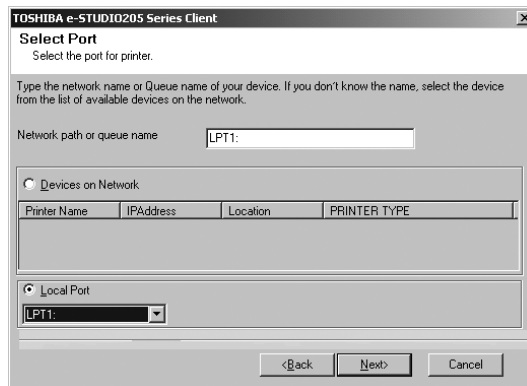 TOSHIBA e-STUDIO205 Series Client
Select Port
Select the port for printer.
Type the network name or Queue name of your device. If you don't know the name, select the device
from the list of available devices on the network.
Network path or queue name
LPT1:
Devices on Network
Printer Name IPAddress Location PRINTER TYPE
Local Port
LPT1:
<Back Next> Cancel